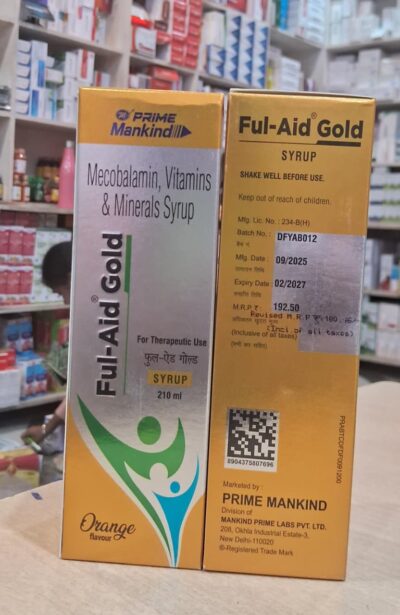 PRIME
Mankind
Mecobalamin, Vitamins
& Minerals Syrup
Ful-Aid® Gold
For Therapeutic Use
फुल-ऐड गोल्ड
SYRUP
210 ml
Orange
flavour
Ful-Aid® Gold
SYRUP
SHAKE WELL BEFORE USE.
Keep out of reach of children.
Mfg. Lic. No. : 234-B(H)
Batch No. : DFYAB012
बैच नं.
Mfg. Date : 09/2025
उत्पादन तिथि
Expiry Date : 02/2027
समाप्ति तिथि
M.R.P ₹ : 192.50
Revised M.R.P ₹
(Incl. of all taxes)
(Inclusive of all taxes)
8904375807696
Marketed by :
PRIME MANKIND
Division of
MANKIND PRIME LABS PVT. LTD.
208, Okhla Industrial Estate-3,
New Delhi-110020
®-Registered Trade Mark